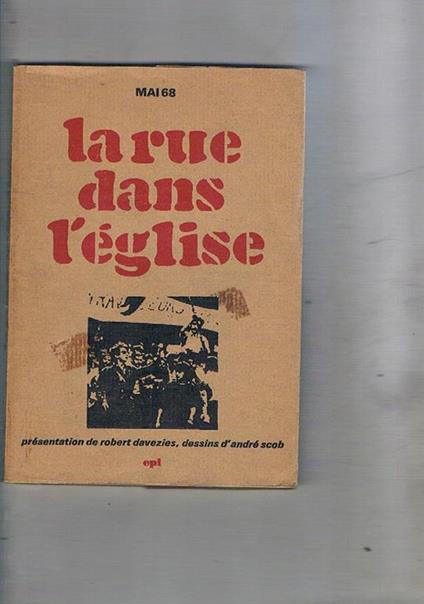 MAI 68
la rue
dans
l'église
présentation de robert davezies, dessins d'andré scob
epi